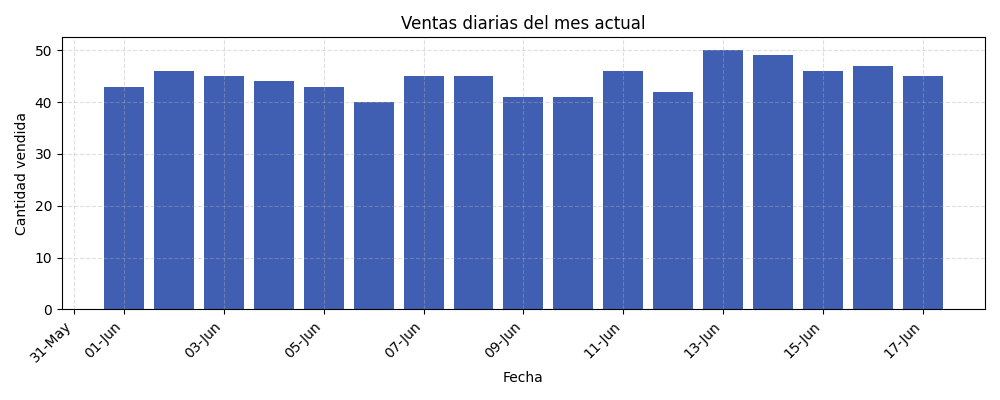 Ventas diarias del mes actual
Cantidad vendida
50
40
30
20
10
0
31-May
01-Jun
03-Jun
05-Jun
07-Jun
09-Jun
11-Jun
13-Jun
15-Jun
17-Jun
Fecha